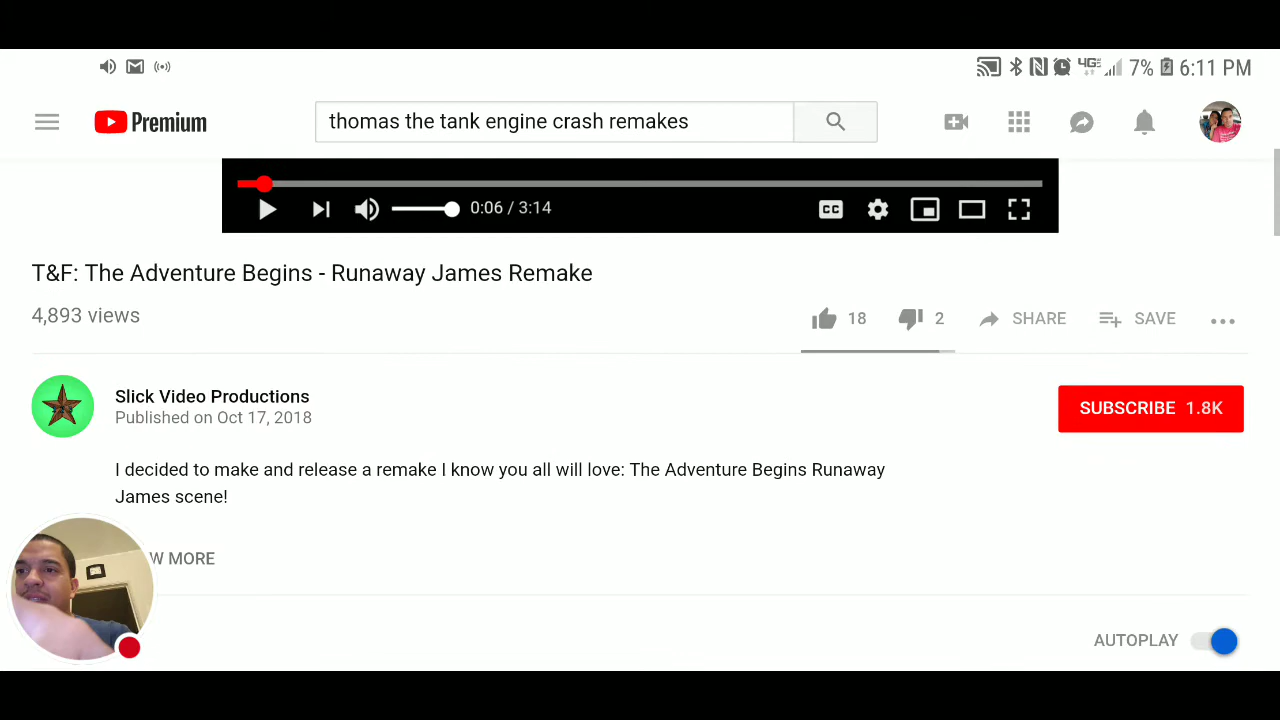 4GE 7% 6:11 PM
Premium thomas the tank engine crash remakes
0:06 / 3:14 CC
T&F: The Adventure Begins - Runaway James Remake
4,893 views
18 2 SHARE SAVE
Slick Video Productions
Published on Oct 17, 2018
SUBSCRIBE 1.8K
I decided to make and release a remake I know you all will love: The Adventure Begins Runaway
James scene!
W MORE
AUTOPLAY